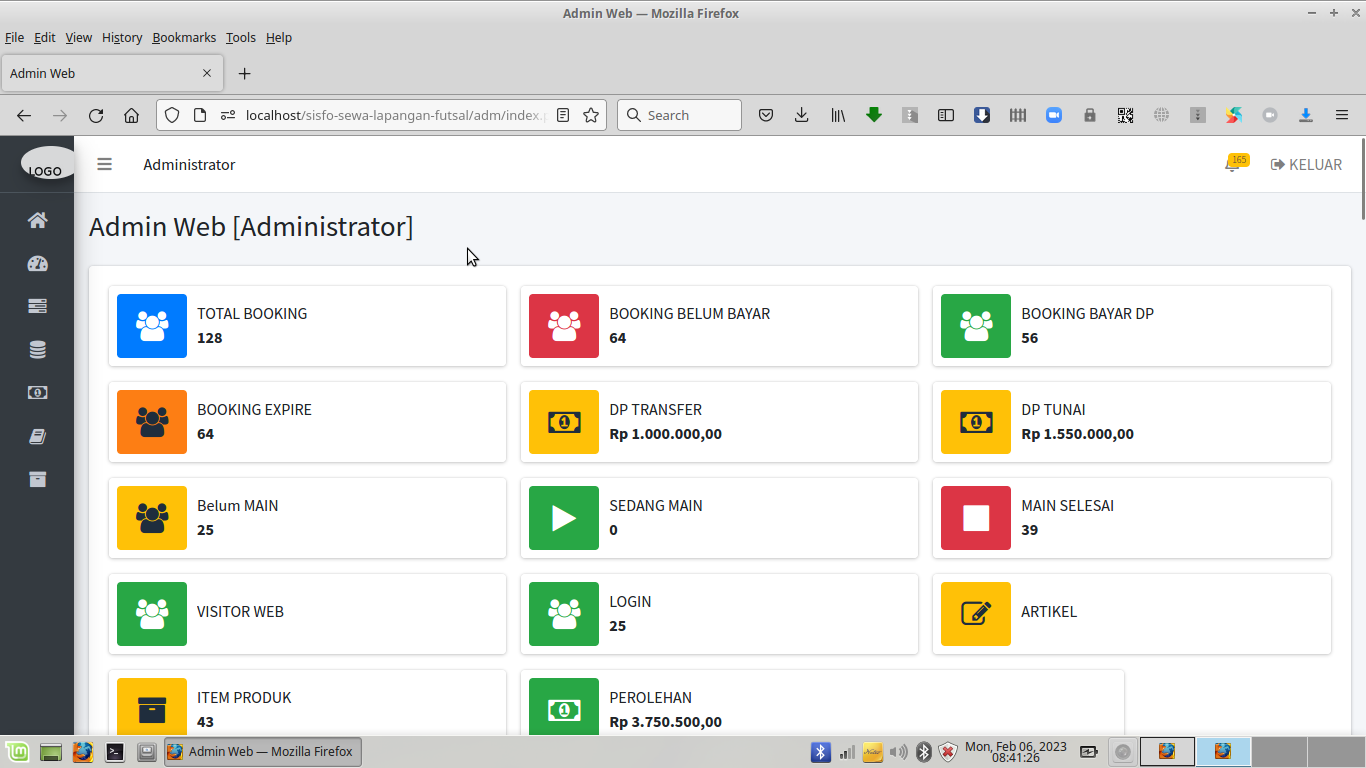 Admin Web — Mozilla Firefox
File Edit View History Bookmarks Tools Help
Admin Web
localhost/sisfo-sewa-lapangan-futsal/adm/index.p
Search
LOGO
Administrator
165
KELUAR
Admin Web [Administrator]
TOTAL BOOKING
128
BOOKING BELUM BAYAR
64
BOOKING BAYAR DP
56
BOOKING EXPIRE
64
DP TRANSFER
Rp 1.000.000,00
DP TUNAI
Rp 1.550.000,00
Belum MAIN
25
SEDANG MAIN
0
MAIN SELESAI
39
VISITOR WEB
LOGIN
25
ARTIKEL
ITEM PRODUK
43
PEROLEHAN
Rp 3.750.500,00
Admin Web — Mozilla Firefox
Mon, Feb 06, 2023
08:41:26